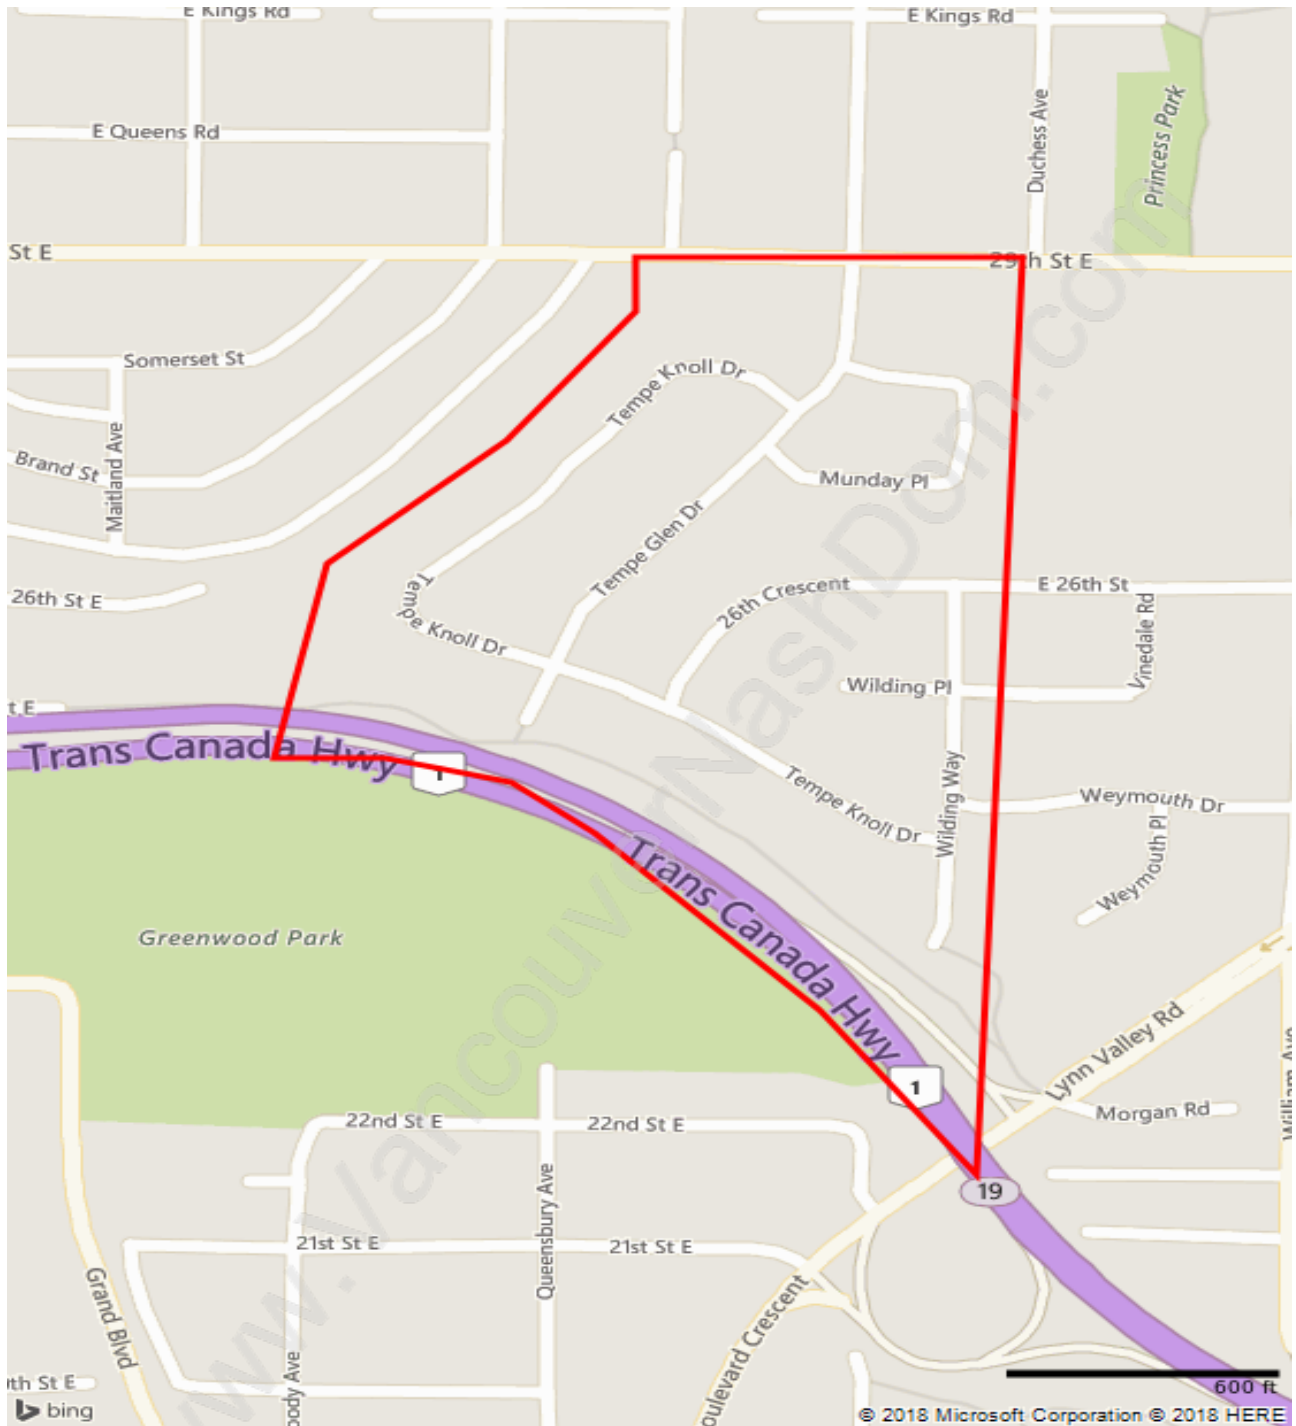 E Kings Rd
E Kings Rd
E Queens Rd
Duchess Ave
Princess Park
St E
29th St E
Somerset St
Tempe Knoll Dr
Brand St
Maitland Ave
Munday Pl
Tempe Glen Dr
26th St E
Tempe Knoll Dr
26th Crescent
E 26th St
Vinedale Rd
Wilding Pl
t E
Trans Canada Hwy
1
Tempe Knoll Dr
Wilding Way
Weymouth Dr
Weymouth Pl
Trans Canada Hwy
Greenwood Park
1
Lynn Valley Rd
Morgan Rd
William Ave
22nd St E
22nd St E
19
Queensbury Ave
21st St E
21st St E
Grand Blvd
oulevard Crescent
ody Ave
th St E
600 ft
bing
© 2018 Microsoft Corporation © 2018 HERE
www.VancouverNashDom.com